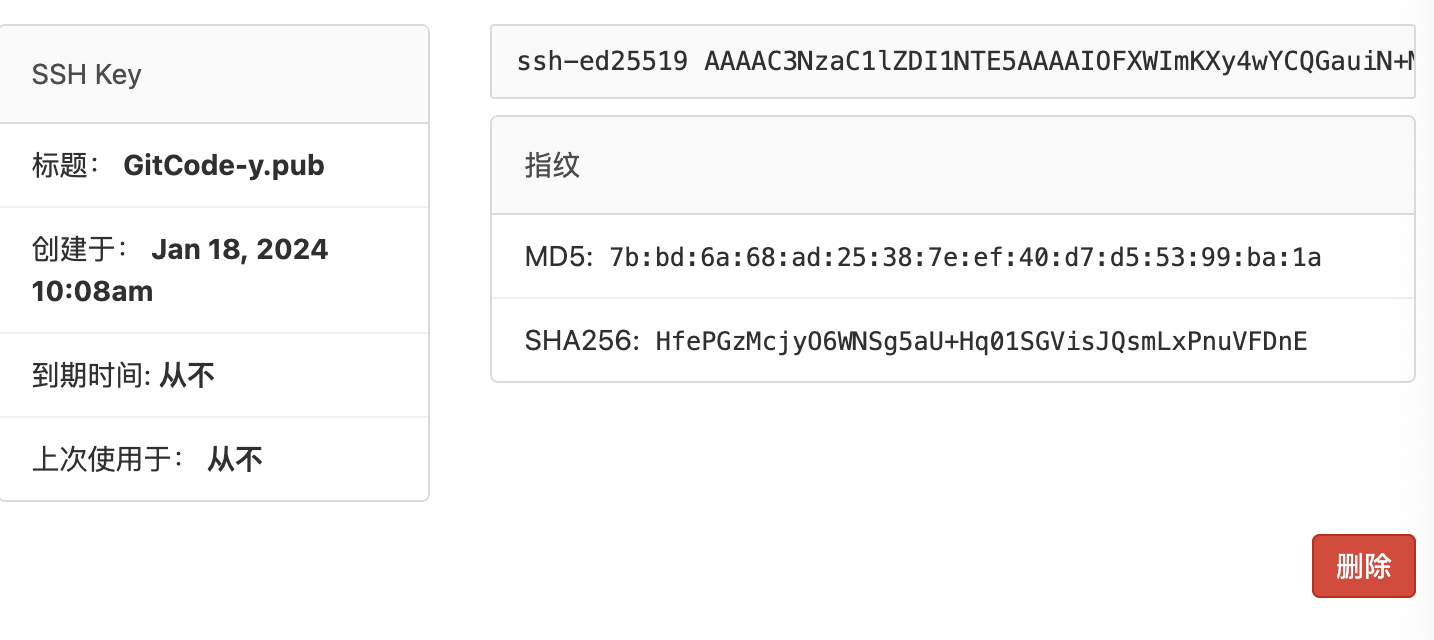 SSH Key
标题： GitCode-y.pub
创建于： Jan 18, 2024
10:08am
到期时间: 从不
上次使用于： 从不
ssh-ed25519 AAAAC3NzaC1lZDI1NTE5AAAAIOFXWImKXy4wYCQGauiN+M
指纹
MD5: 7b:bd:6a:68:ad:25:38:7e:ef:40:d7:d5:53:99:ba:1a
SHA256: HfePGzMcjyO6WNSg5aU+Hq01SGVisJQsmLxPnuVFDnE
删除